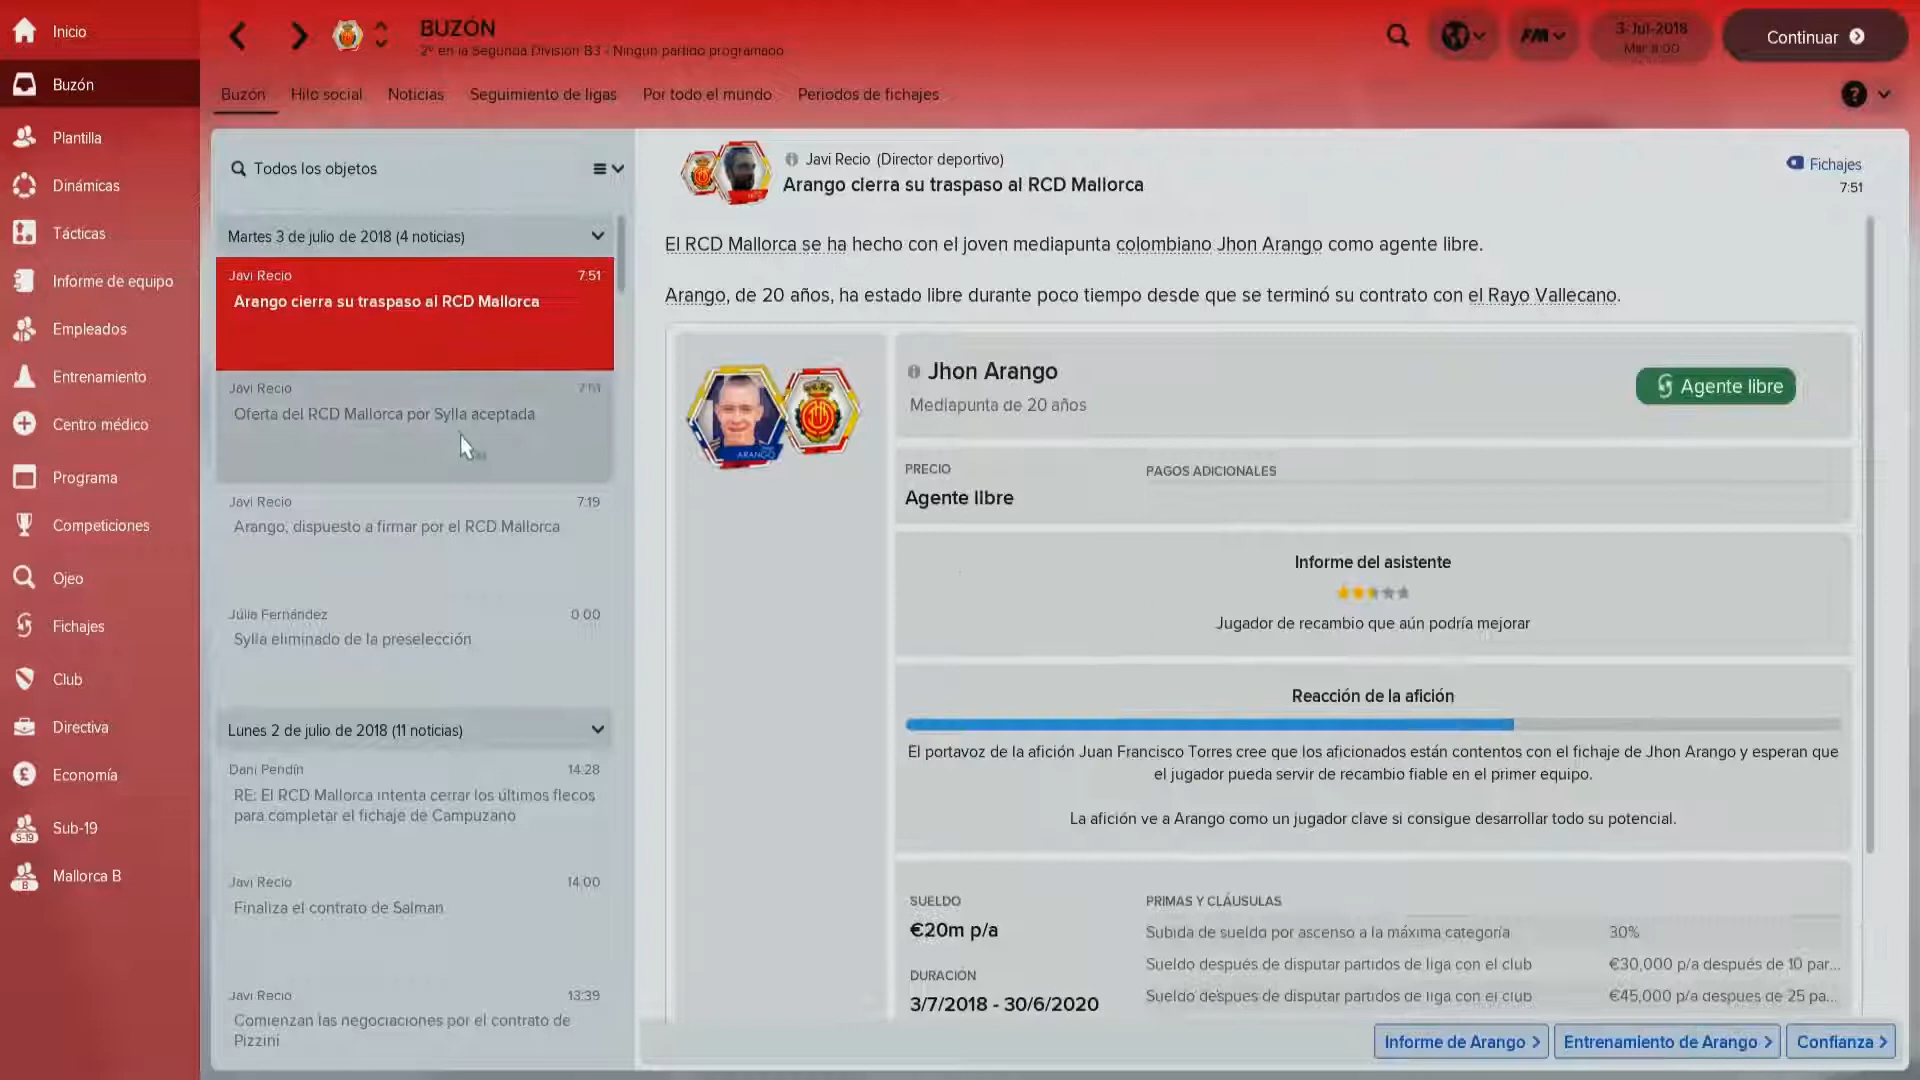 Inicio
Buzón
Plantilla
Dinámicas
Tácticas
Informe de equipo
Empleados
Entrenamiento
Centro médico
Programa
Competiciones
Ojeo
Fichajes
Club
Directiva
Economía
Sub-19
Mallorca B
BUZÓN
2º en la Segunda División B3 - Ningún partido programado
FM
3-Jul-2018
Mar 8:00
Continuar
Buzón
Hilo social
Noticias
Seguimiento de ligas
Por todo el mundo
Periodos de fichajes
Todos los objetos
Martes 3 de julio de 2018 (4 noticias)
Javi Recio 7:51
Arango cierra su traspaso al RCD Mallorca
Javi Recio
Oferta del RCD Mallorca por Sylla aceptada
Javi Recio 7:19
Arango, dispuesto a firmar por el RCD Mallorca
Júlia Fernández 0:00
Sylla eliminado de la preselección
Lunes 2 de julio de 2018 (11 noticias)
Dani Pendín 14:28
RE: El RCD Mallorca intenta cerrar los últimos flecos
para completar el fichaje de Campuzano
Javi Recio 14:00
Finaliza el contrato de Salman
Javi Recio 13:39
Comienzan las negociaciones por el contrato de
Pizzini
Javi Recio (Director deportivo)
Arango cierra su traspaso al RCD Mallorca
Fichajes
7:51
El RCD Mallorca se ha hecho con el joven mediapunta colombiano Jhon Arango como agente libre.
Arango, de 20 años, ha estado libre durante poco tiempo desde que se terminó su contrato con el Rayo Vallecano.
ARANGO
Jhon Arango
Mediapunta de 20 años
Agente libre
PRECIO
Agente libre
PAGOS ADICIONALES
Informe del asistente
Jugador de recambio que aún podría mejorar
Reacción de la afición
El portavoz de la afición Juan Francisco Torres cree que los aficionados están contentos con el fichaje de Jhon Arango y esperan que
el jugador pueda servir de recambio fiable en el primer equipo.
La afición ve a Arango como un jugador clave si consigue desarrollar todo su potencial.
SUELDO
€20m p/a
DURACIÓN
3/7/2018 - 30/6/2020
PRIMAS Y CLÁUSULAS
Subida de sueldo por ascenso a la máxima categoría 30%
Sueldo después de disputar partidos de liga con el club €30,000 p/a después de 10 par...
Sueldo después de disputar partidos de liga con el club €45,000 p/a después de 25 pa...
Informe de Arango
Entrenamiento de Arango
Confianza